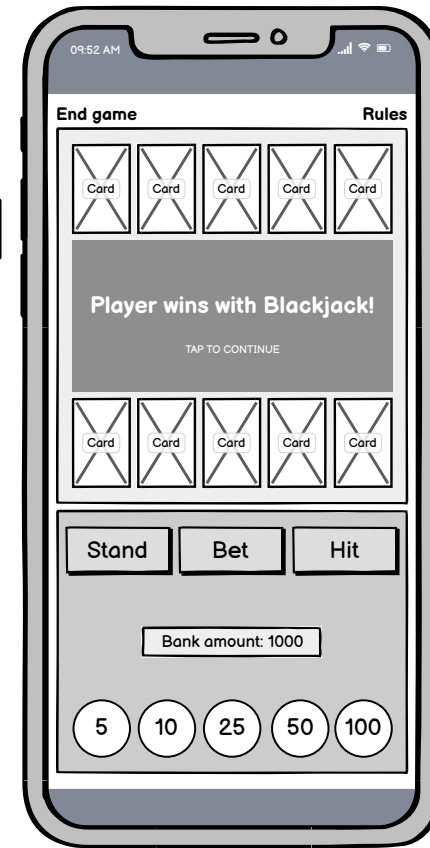 09:52 AM
End game Rules
Card Card Card Card Card
Player wins with Blackjack!
TAP TO CONTINUE
Card Card Card Card Card
Stand Bet Hit
Bank amount: 1000
5 10 25 50 100